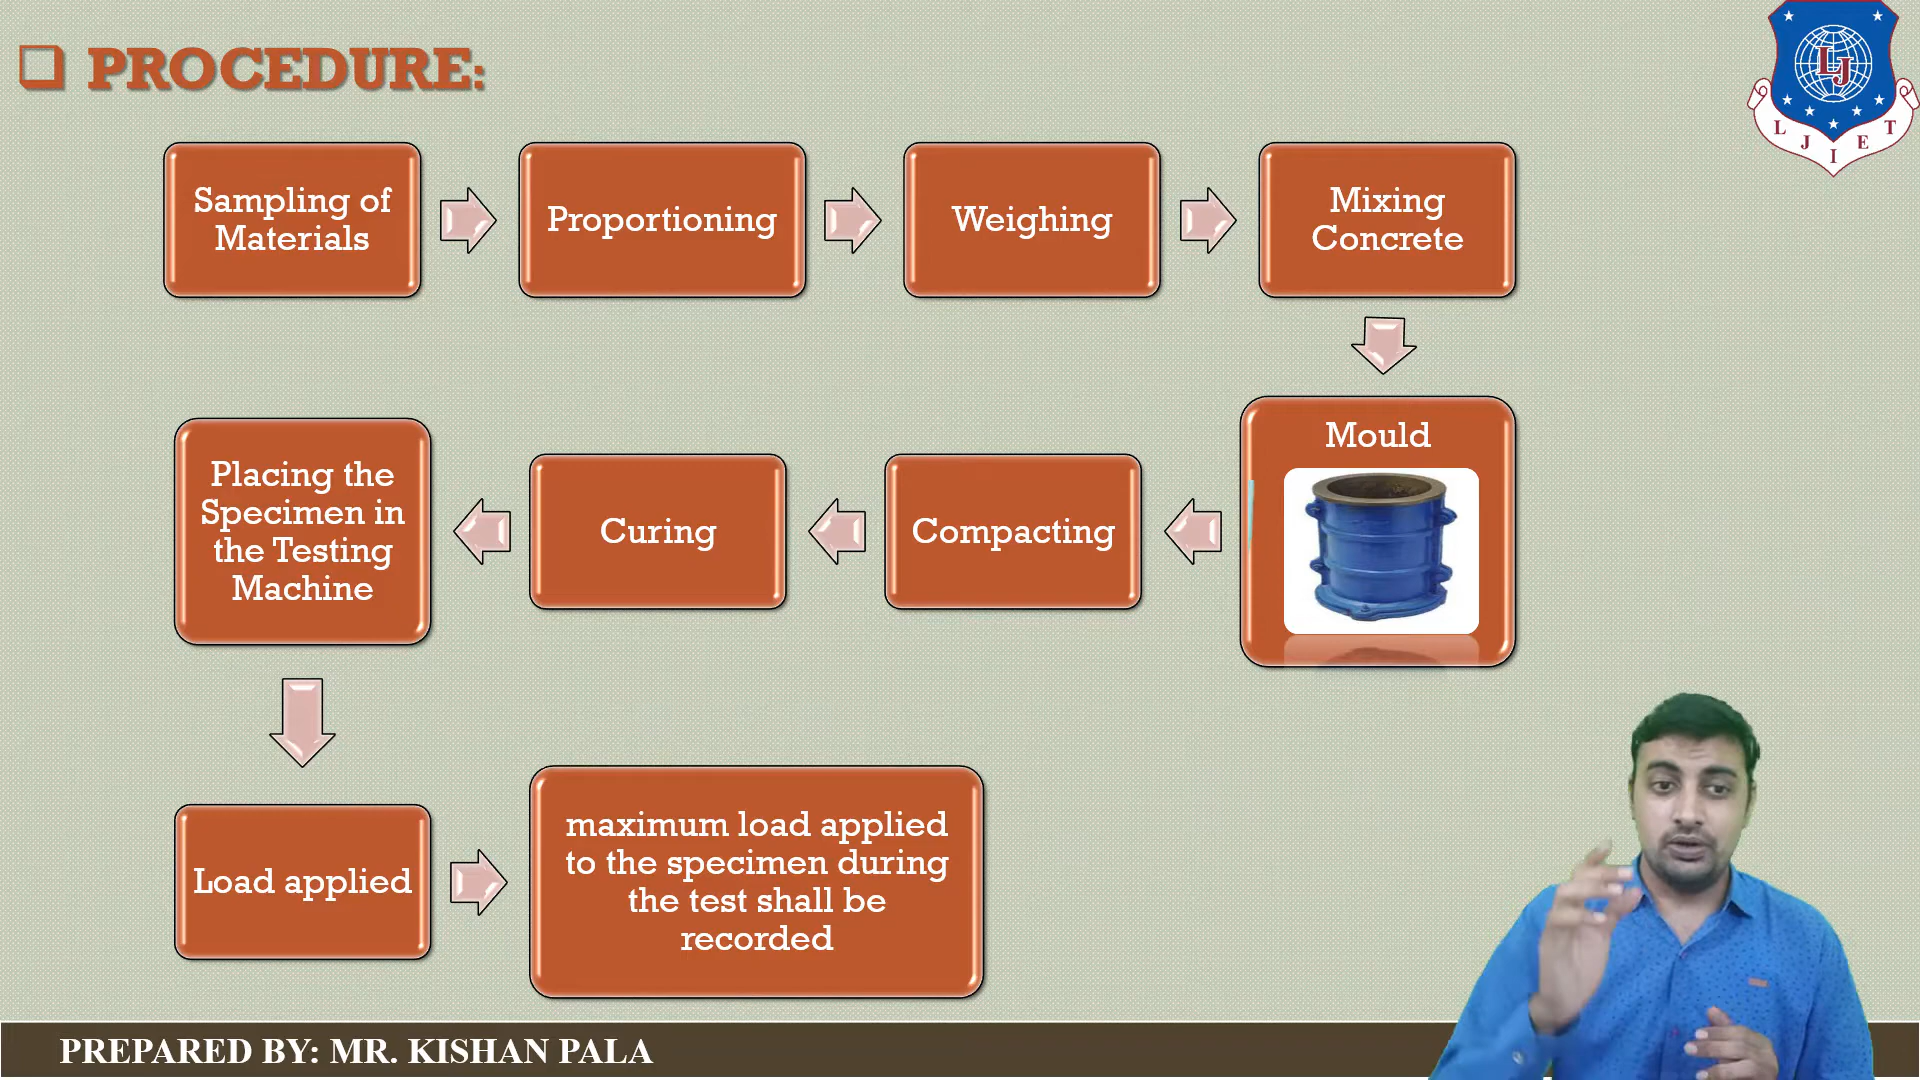 PROCEDURE:
LJ
L J I E T
Sampling of
Materials
Proportioning
Weighing
Mixing
Concrete
Mould
Compacting
Curing
Placing the
Specimen in
the Testing
Machine
Load applied
maximum load applied
to the specimen during
the test shall be
recorded
PREPARED BY: MR. KISHAN PALA